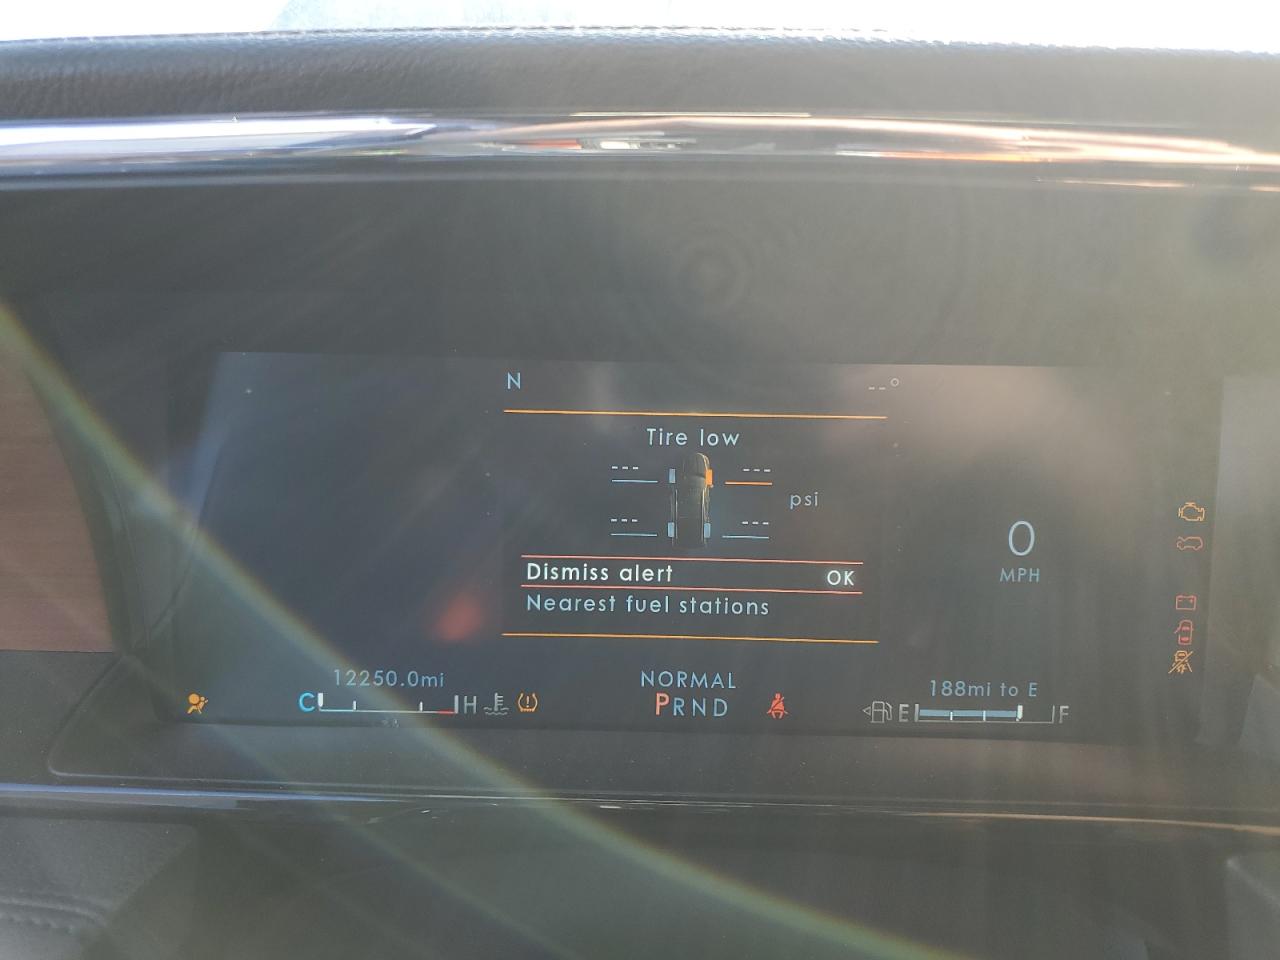 N --°
Tire low
--- ---
psi
--- ---
Dismiss alert OK
Nearest fuel stations
0
MPH
12250.0mi
C H
NORMAL
PRND
188mi to E
E F